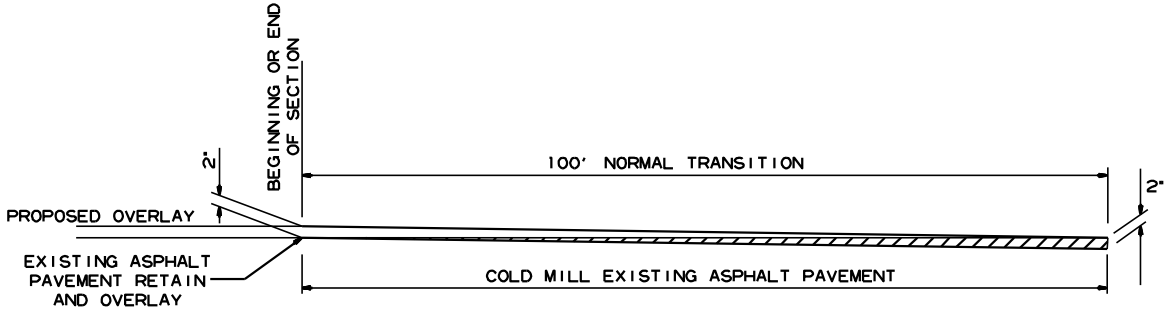 BEGINNING OR END
OF SECTION
2"
100' NORMAL TRANSITION
2"
PROPOSED OVERLAY
EXISTING ASPHALT
PAVEMENT RETAIN
AND OVERLAY
COLD MILL EXISTING ASPHALT PAVEMENT